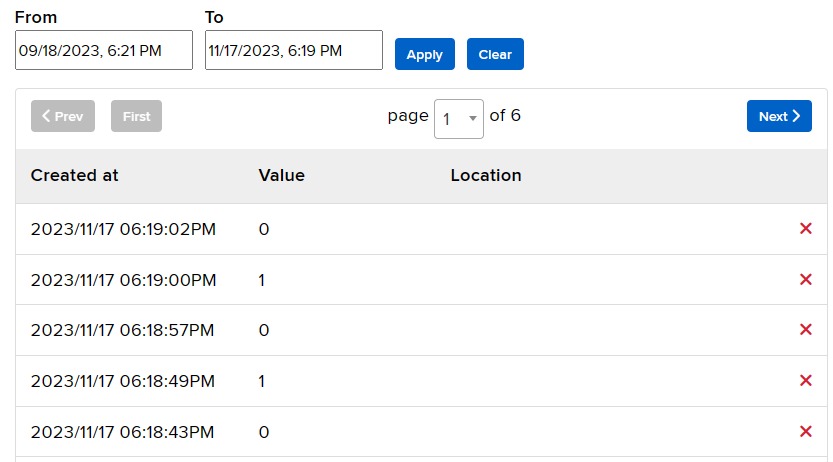 From To
09/18/2023, 6:21 PM 11/17/2023, 6:19 PM Apply Clear
Prev First page 1 of 6 Next
Created at Value Location
2023/11/17 06:19:02PM 0
2023/11/17 06:19:00PM 1
2023/11/17 06:18:57PM 0
2023/11/17 06:18:49PM 1
2023/11/17 06:18:43PM 0